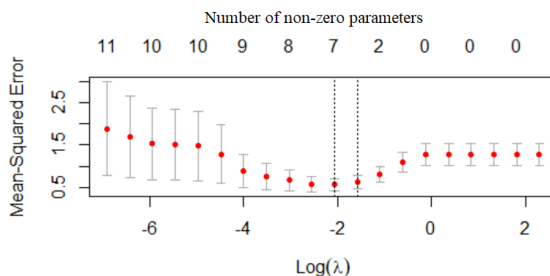 Number of non-zero parameters
11 10 10 9 8 7 2 0 0 0
Mean-Squared Error
2.5
1.5
0.5
-6 -4 -2 0 2
Log(λ)